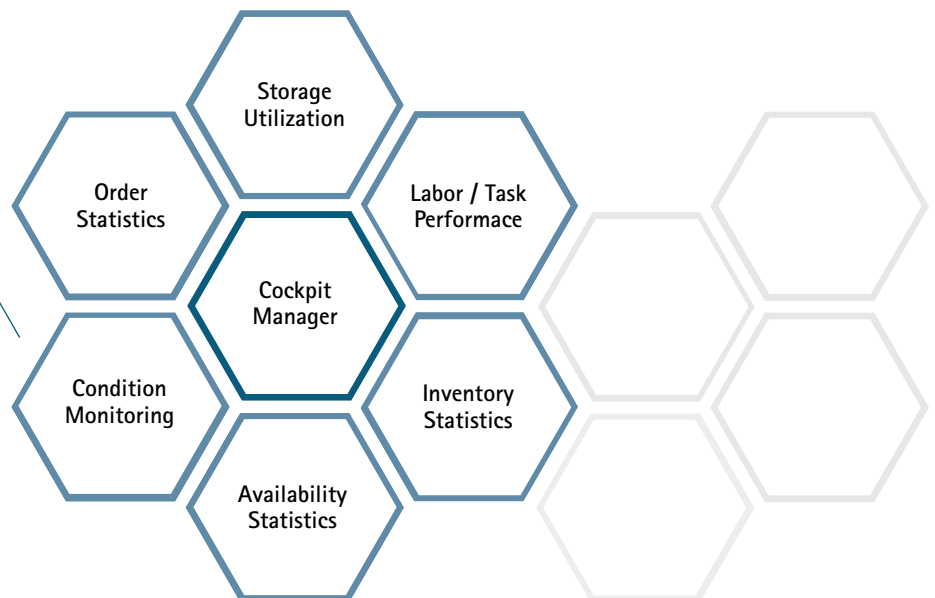 Storage
Utilization
Order
Statistics
Labor / Task
Performace
Cockpit
Manager
Condition
Monitoring
Inventory
Statistics
Availability
Statistics